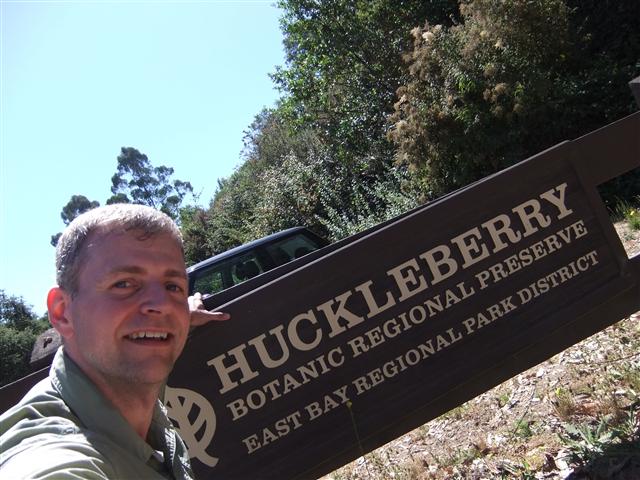 HUCKLEBERRY
BOTANIC REGIONAL PRESERVE
EAST BAY REGIONAL PARK DISTRICT